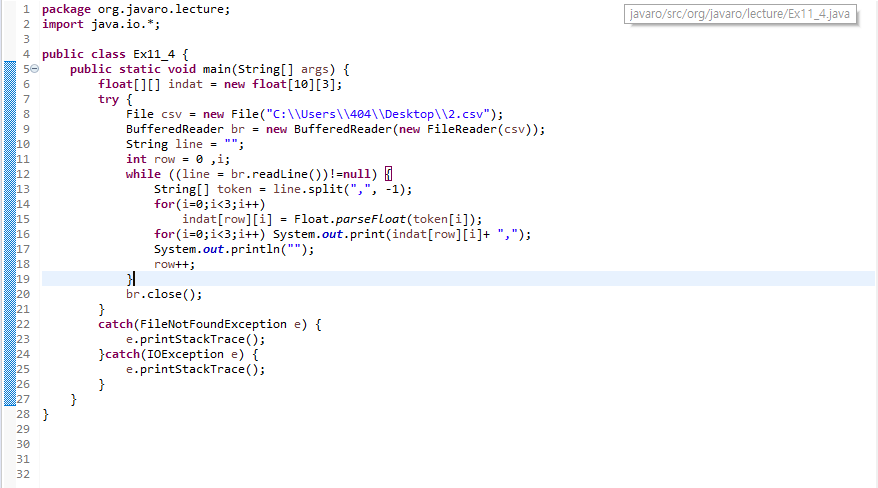 javaro/src/org/javaro/lecture/Ex11_4.java
1 package org.javaro.lecture;
2 import java.io.*;
3
4 public class Ex11_4 {
5     public static void main(String[] args) {
6         float[][] indat = new float[10][3];
7         try {
8             File csv = new File("C:\\Users\\404\\Desktop\\2.csv");
9             BufferedReader br = new BufferedReader(new FileReader(csv));
10             String line = "";
11             int row = 0 ,i;
12             while ((line = br.readLine())!=null) {
13                 String[] token = line.split(",", -1);
14                 for(i=0;i<3;i++)
15                     indat[row][i] = Float.parseFloat(token[i]);
16                 for(i=0;i<3;i++) System.out.print(indat[row][i]+ ",");
17                 System.out.println("");
18                 row++;
19             }
20             br.close();
21         }
22         catch(FileNotFoundException e) {
23             e.printStackTrace();
24         }catch(IOException e) {
25             e.printStackTrace();
26         }
27     }
28 }
29
30
31
32